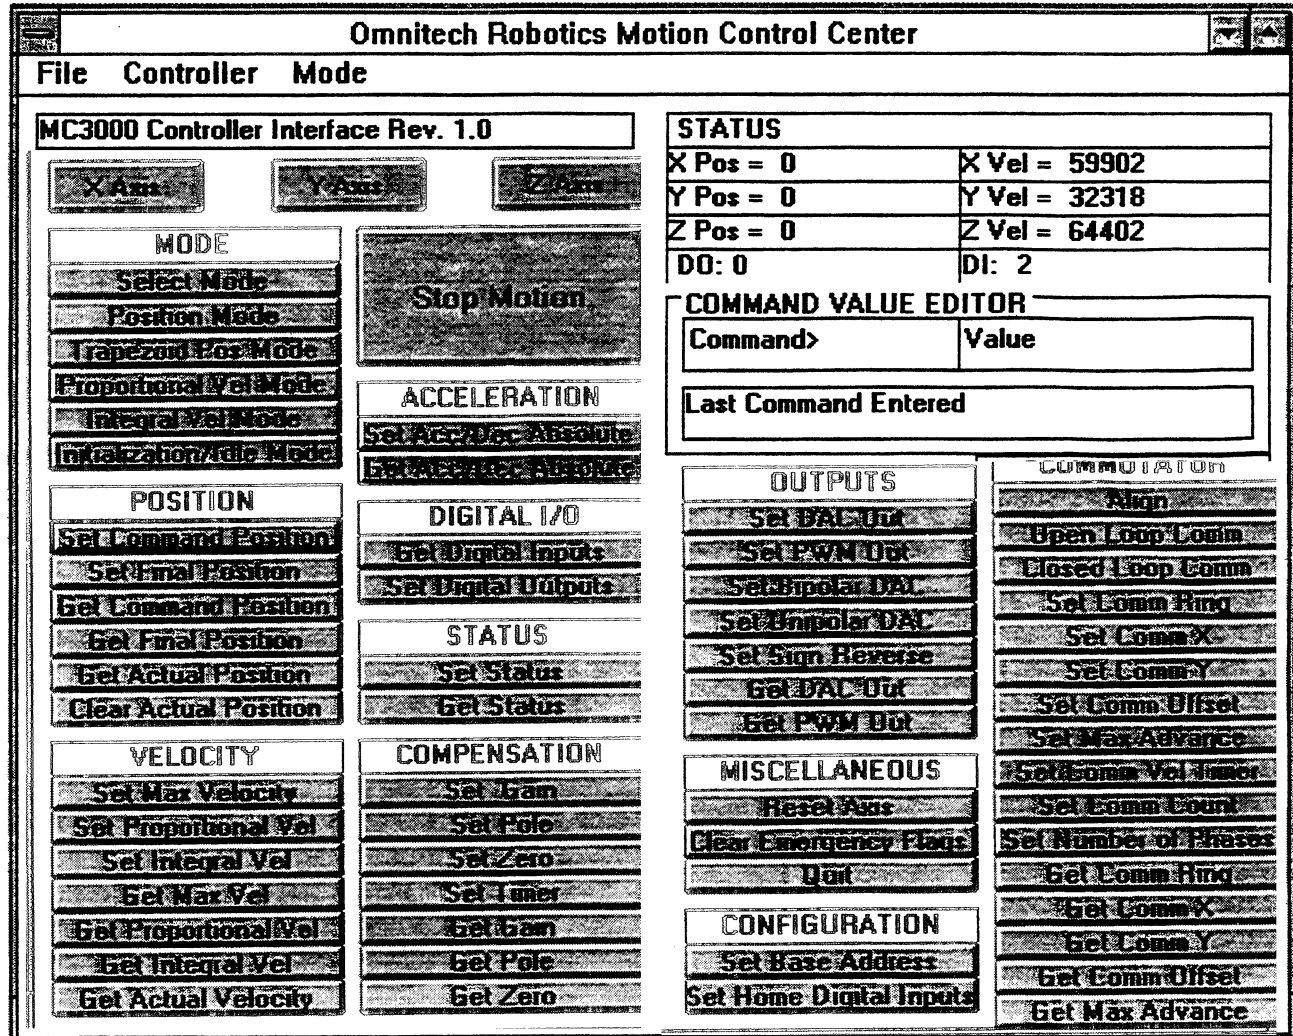 Omnitech Robotics Motion Control Center
File Controller Mode
MC3000 Controller Interface Rev. 1.0
X Axis Y Axis Z Axis
MODE
Select Mode
Position Mode
Trapezoid Pos Mode
Proportional Vel Mode
Integral Vel Mode
Initialization/Idle Mode
POSITION
Set Command Position
Set Final Position
Get Command Position
Get Final Position
Get Actual Position
Clear Actual Position
VELOCITY
Set Max Velocity
Set Proportional Vel
Set Integral Vel
Get Max Vel
Get Proportional Vel
Get Integral Vel
Get Actual Velocity
Stop Motion
ACCELERATION
Set Acc/Dec Absolute
Get Acc/Dec Absolute
DIGITAL I/O
Get Digital Inputs
Set Digital Outputs
STATUS
Set Status
Get Status
COMPENSATION
Set Gain
Set Pole
Set Zero
Set Timer
Get Gain
Get Pole
Get Zero
STATUS
X Pos = 0 X Vel = 59902
Y Pos = 0 Y Vel = 32318
Z Pos = 0 Z Vel = 64402
DO: 0 DI: 2
COMMAND VALUE EDITOR
Command> Value
Last Command Entered
OUTPUTS
Set DAC Out
Set PWM Out
Set Bipolar DAC
Set Unipolar DAC
Set Sign Reverse
Get DAC Out
Get PWM Out
MISCELLANEOUS
Reset Axis
Clear Emergency Flags
Quit
CONFIGURATION
Set Base Address
Set Home Digital Inputs
COMMUTATON
Align
Open Loop Comm
Closed Loop Comm
Set Comm Ring
Set Comm X
Set Comm Y
Set Comm Offset
Set Max Advance
Set Comm Vel Timer
Set Comm Count
Set Number of Phases
Get Comm Ring
Get Comm X
Get Comm Y
Get Comm Offset
Get Max Advance